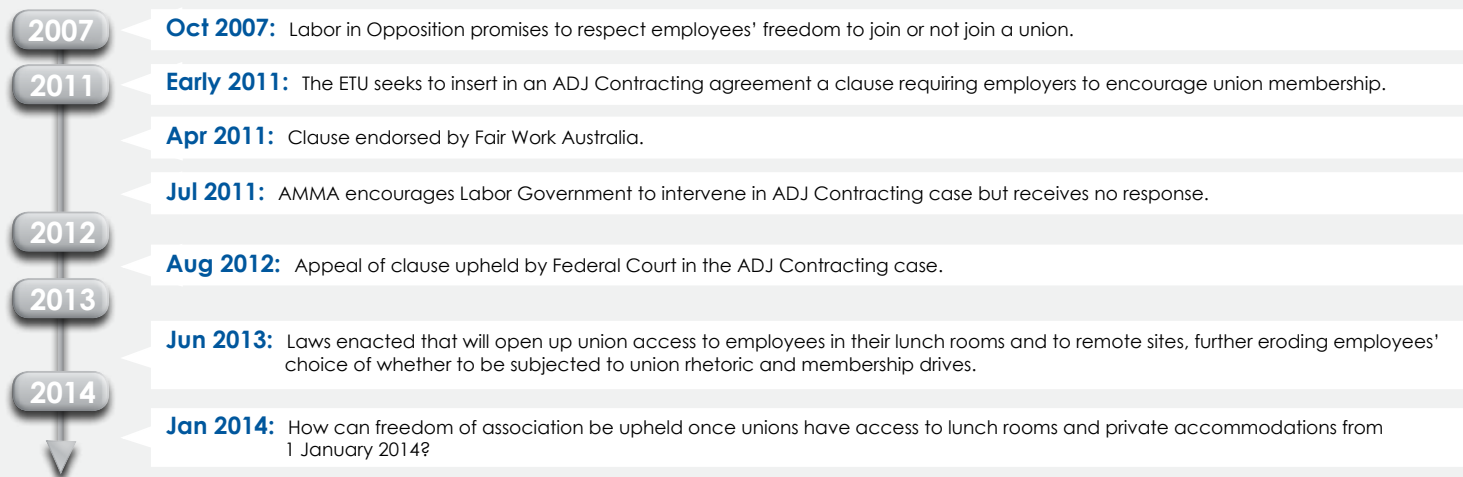 2007
Oct 2007: Labor in Opposition promises to respect employees’ freedom to join or not join a union.
2011
Early 2011: The ETU seeks to insert in an ADJ Contracting agreement a clause requiring employers to encourage union membership.
Apr 2011: Clause endorsed by Fair Work Australia.
Jul 2011: AMMA encourages Labor Government to intervene in ADJ Contracting case but receives no response.
2012
Aug 2012: Appeal of clause upheld by Federal Court in the ADJ Contracting case.
2013
Jun 2013: Laws enacted that will open up union access to employees in their lunch rooms and to remote sites, further eroding employees’
choice of whether to be subjected to union rhetoric and membership drives.
2014
Jan 2014: How can freedom of association be upheld once unions have access to lunch rooms and private accommodations from
1 January 2014?